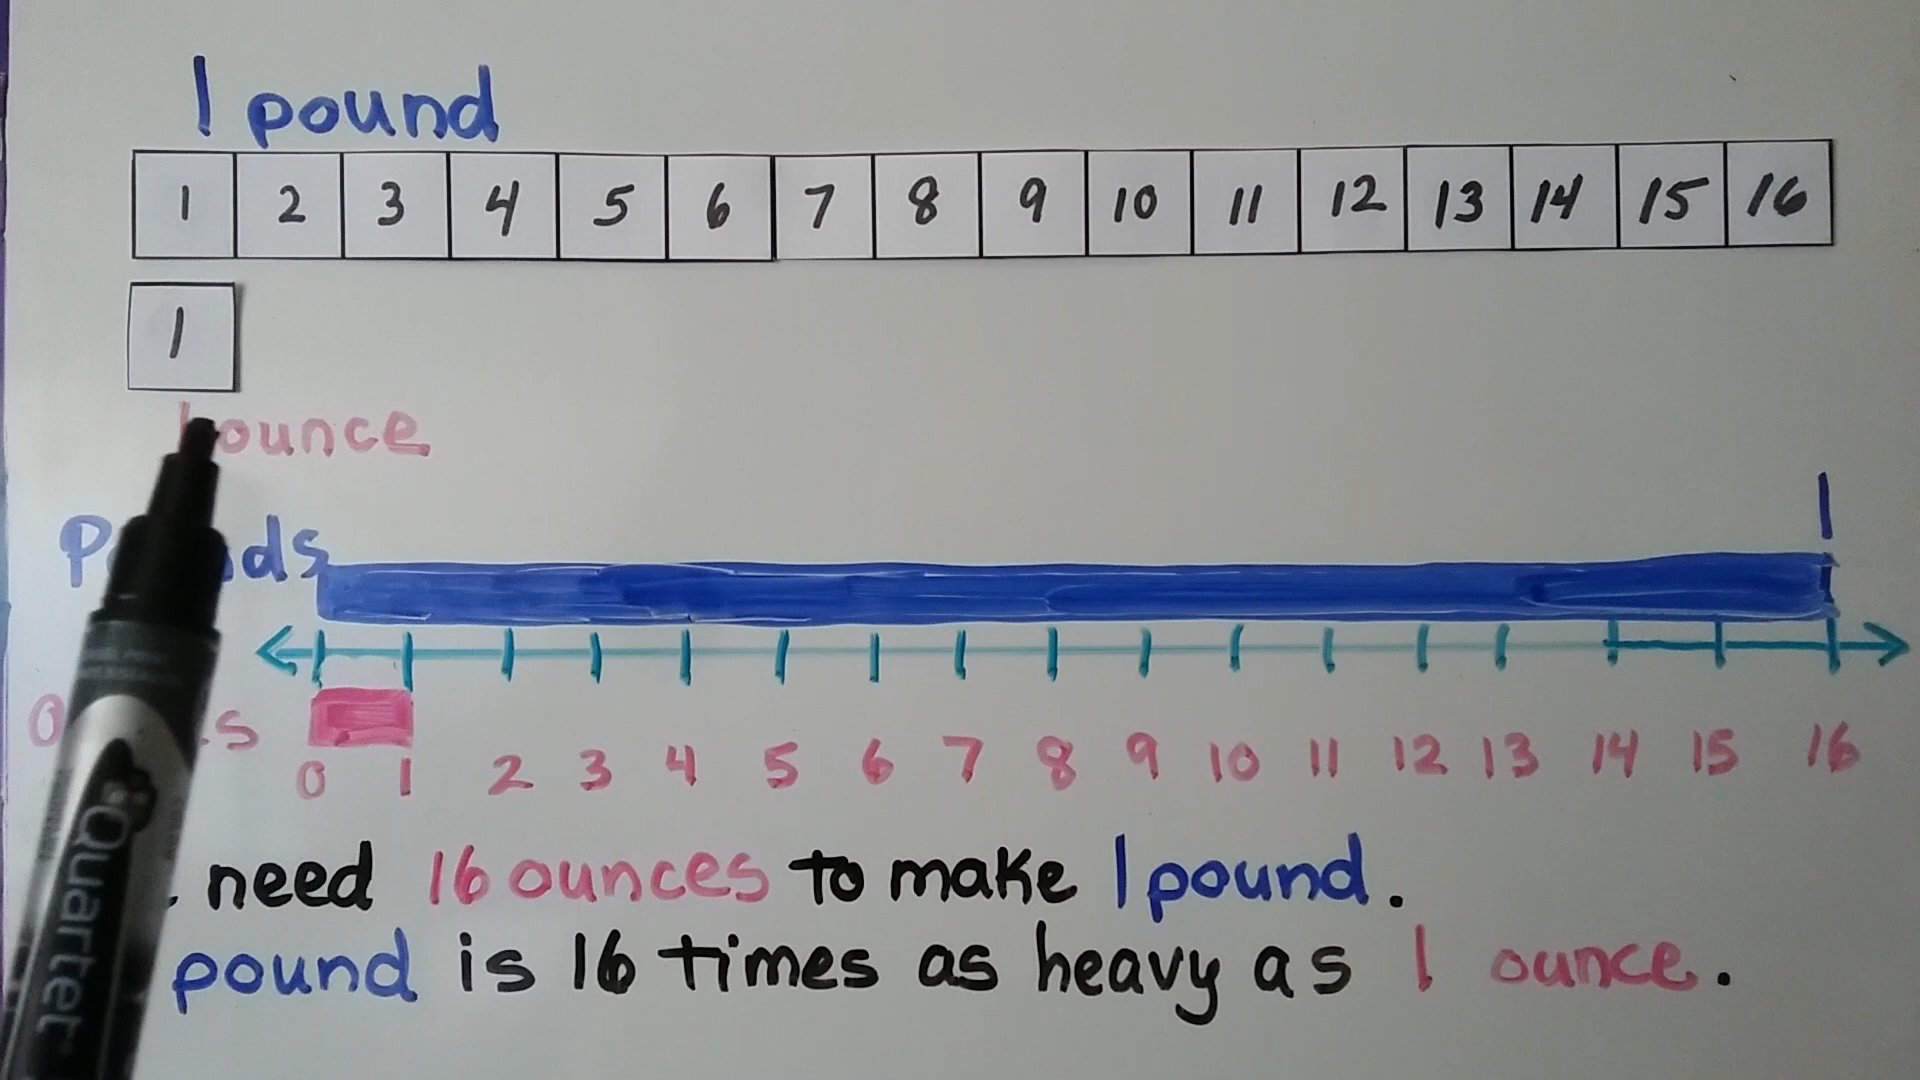 1 pound
1 2 3 4 5 6 7 8 9 10 11 12 13 14 15 16
1
1 ounce
1
0 1 2 3 4 5 6 7 8 9 10 11 12 13 14 15 16
need 16 ounces to make 1 pound.
pound is 16 times as heavy as 1 ounce.
Quartet